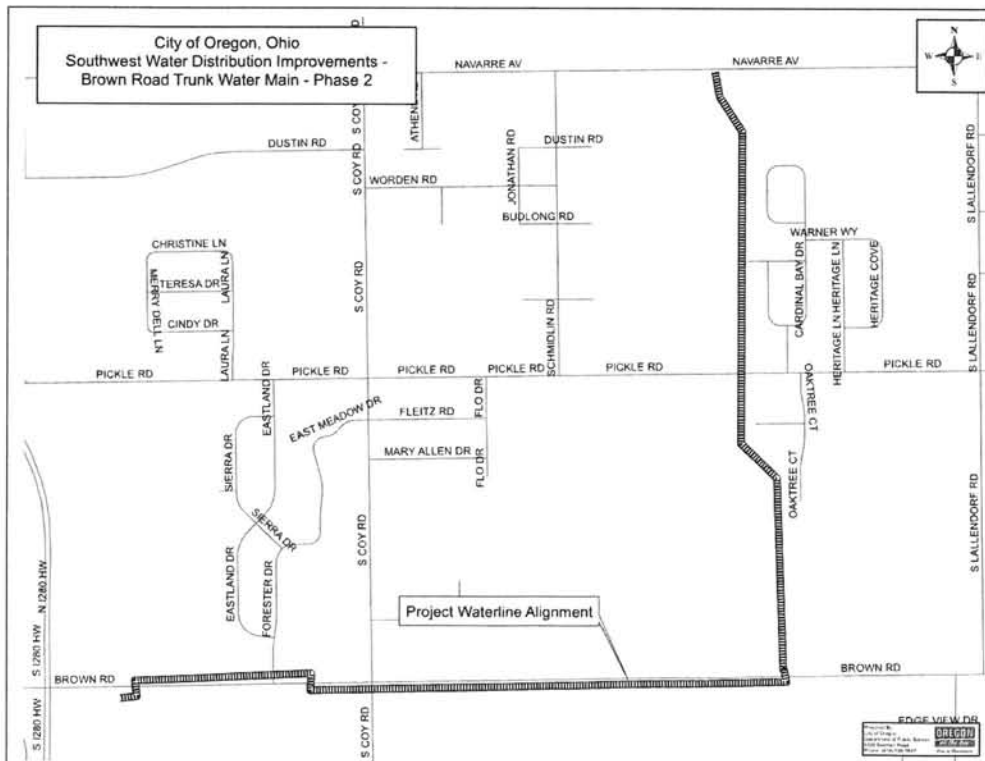 City of Oregon, Ohio
Southwest Water Distribution Improvements -
Brown Road Trunk Water Main - Phase 2
N
W E
S
NAVARRE AV
NAVARRE AV
S COY RD
DUSTIN RD
S COY RD
DUSTIN RD
JONATHAN RD
WORDEN RD
BUDLONG RD
S LALLENDORF RD
CHRISTINE LN
LAURA LN
TERESA DR
MERRY DELL LN
CINDY DR
LAURA LN
S COY RD
SCHMIDLIN RD
WARNER WY
CARDINAL BAY DR
HERITAGE LN
HERITAGE LN
HERITAGE COVE
S LALLENDORF RD
PICKLE RD
PICKLE RD
PICKLE RD
PICKLE RD
PICKLE RD
PICKLE RD
EASTLAND DR
EAST MEADOW DR
FLEITZ RD
FLO DR
MARY ALLEN DR
FLO DR
OAKTREE CT
OAKTREE CT
SIERRA DR
SIERRA DR
EASTLAND DR
FORESTER DR
S COY RD
S LALLENDORF RD
N I280 HW
S I280 HW
Project Waterline Alignment
BROWN RD
BROWN RD
S I280 HW
S COY RD
EDGE VIEW DR
City of Oregon
OREGON